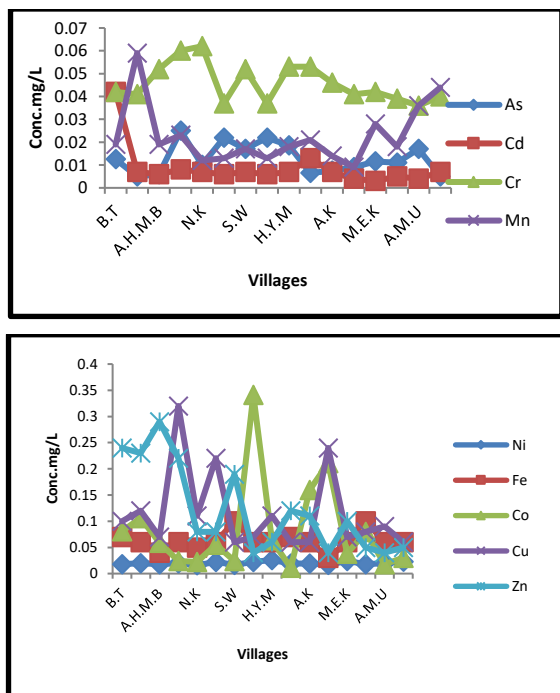 0.07
0.06
0.05
0.04
0.03
0.02
0.01
0
Conc.mg/L
B.T
A.H.M.B
N.K
S.W
H.Y.M
A.K
M.E.K
A.M.U
Villages
As
Cd
Cr
Mn
0.4
0.35
0.3
0.25
0.2
0.15
0.1
0.05
0
Conc.mg/L
B.T
A.H.M.B
N.K
S.W
H.Y.M
A.K
M.E.K
A.M.U
Villages
Ni
Fe
Co
Cu
Zn